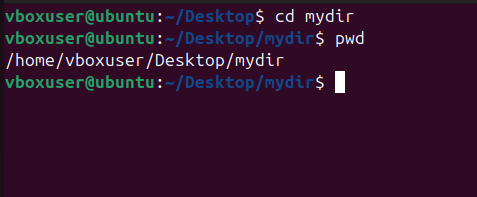 vboxuser@ubuntu:~/Desktop$ cd mydir
vboxuser@ubuntu:~/Desktop/mydir$ pwd
/home/vboxuser/Desktop/mydir
vboxuser@ubuntu:~/Desktop/mydir$